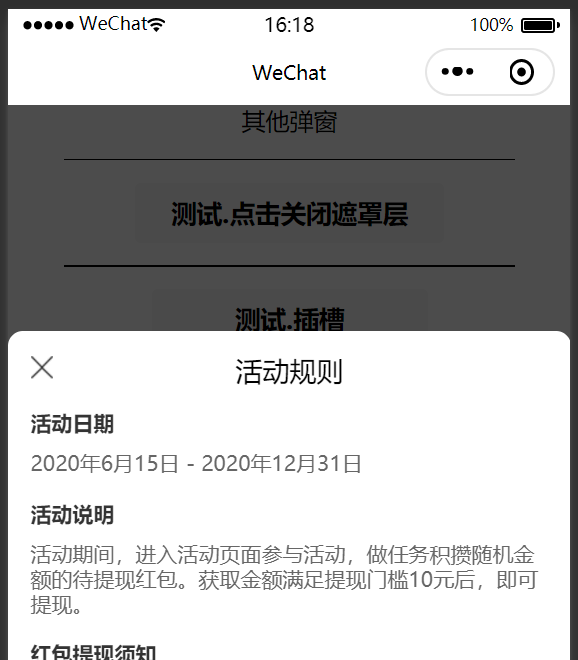 WeChat
16:18
100%
WeChat
其他弹窗
测试.点击关闭遮罩层
测试.插槽
活动规则
活动日期
2020年6月15日 - 2020年12月31日
活动说明
活动期间，进入活动页面参与活动，做任务积攒随机金
额的待提现红包。获取金额满足提现门槛10元后，即可
提现。
红包提现须知